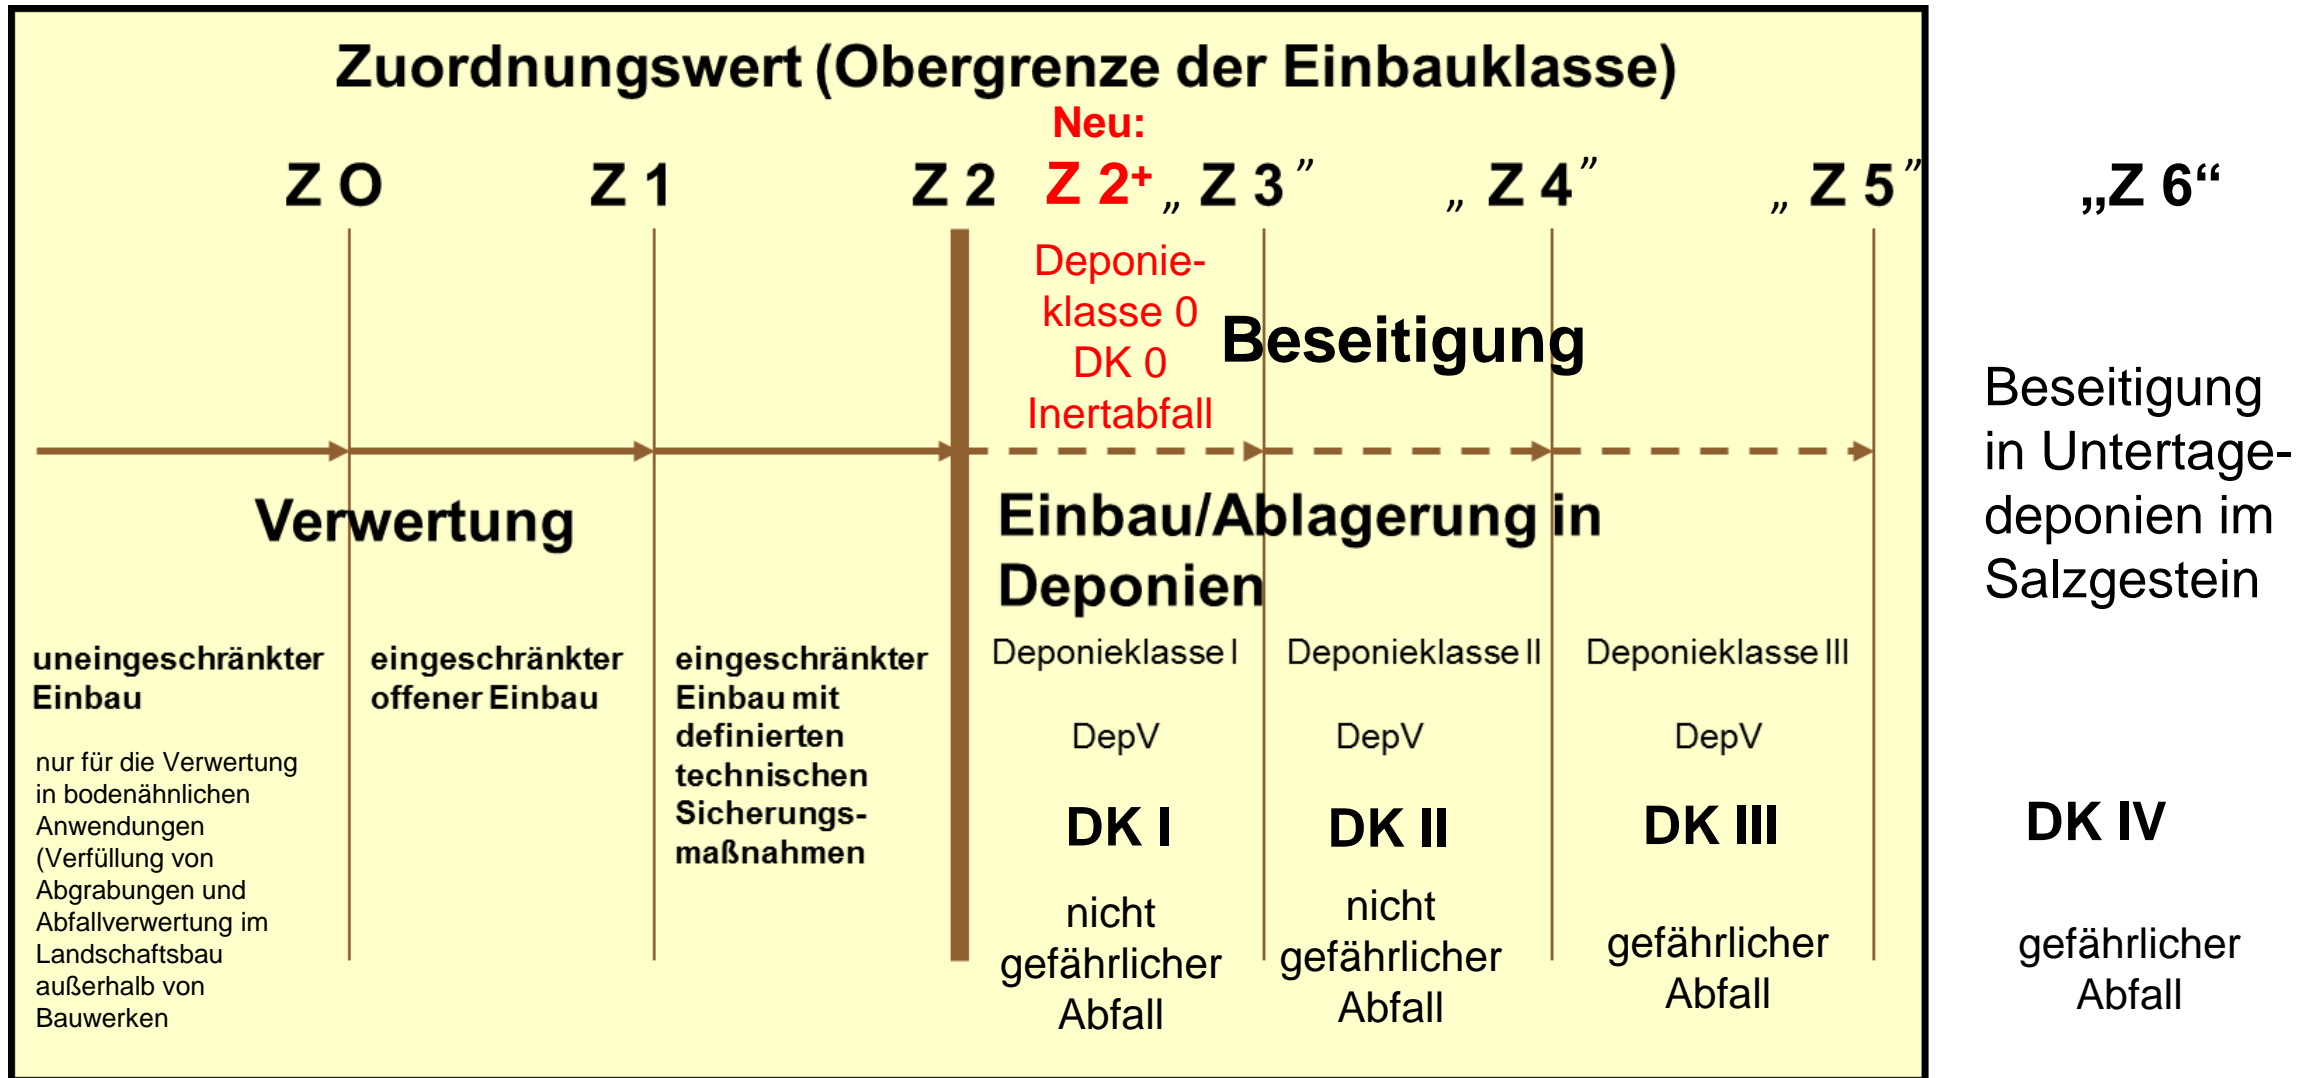 Zuordnungswert (Obergrenze der Einbauklasse)
Neu:
Z O
Z 1
Z 2
Z 2+
„ Z 3 ”
„ Z 4 ”
„ Z 5 ”
„Z 6“
Deponie-
klasse 0
DK 0
Inertabfall
Beseitigung
Beseitigung
in Untertage-
deponien im
Salzgestein
Verwertung
Einbau/Ablagerung in
Deponien
uneingeschränkter
Einbau
nur für die Verwertung
in bodenähnlichen
Anwendungen
(Verfüllung von
Abgrabungen und
Abfallverwertung im
Landschaftsbau
außerhalb von
Bauwerken
eingeschränkter
offener Einbau
eingeschränkter
Einbau mit
definierten
technischen
Sicherungs-
maßnahmen
Deponieklasse I
DepV
DK I
nicht
gefährlicher
Abfall
Deponieklasse II
DepV
DK II
nicht
gefährlicher
Abfall
Deponieklasse III
DepV
DK III
gefährlicher
Abfall
DK IV
gefährlicher
Abfall